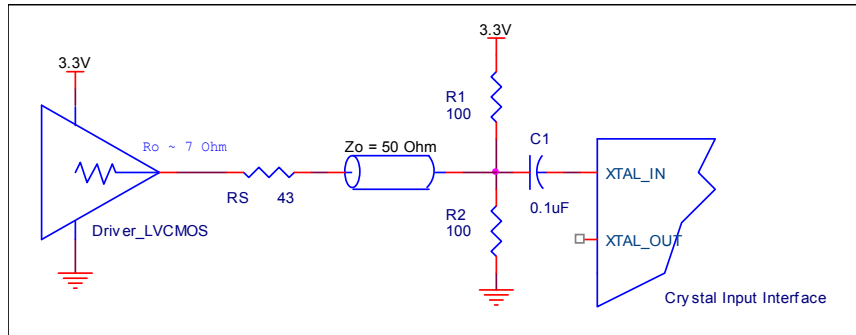 3.3V
3.3V
R1
100
Ro ~ 7 Ohm
Zo = 50 Ohm
C1
XTAL_IN
RS 43
0.1uF
R2
100
Driver_LVCMOS
XTAL_OUT
Crystal Input Interface